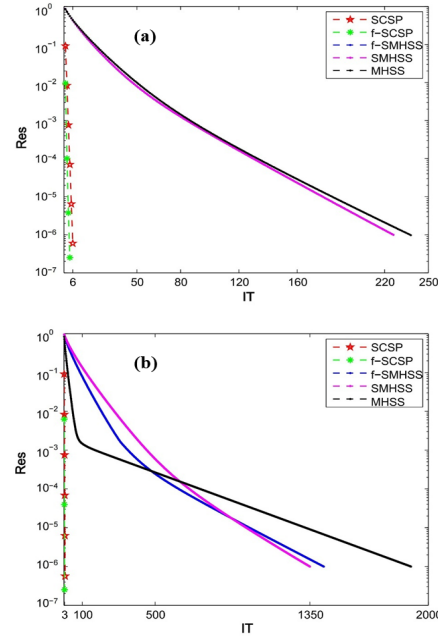 10^0
(a)
SCSP
f-SCSP
f-SMHSS
SMHSS
MHSS
10^-1
10^-2
10^-3
10^-4
10^-5
10^-6
10^-7
Res
6 50 80 120 160 220 250
IT
10^0
(b)
SCSP
f-SCSP
f-SMHSS
SMHSS
MHSS
10^-1
10^-2
10^-3
10^-4
10^-5
10^-6
10^-7
Res
3 100 500 1350 2000
IT